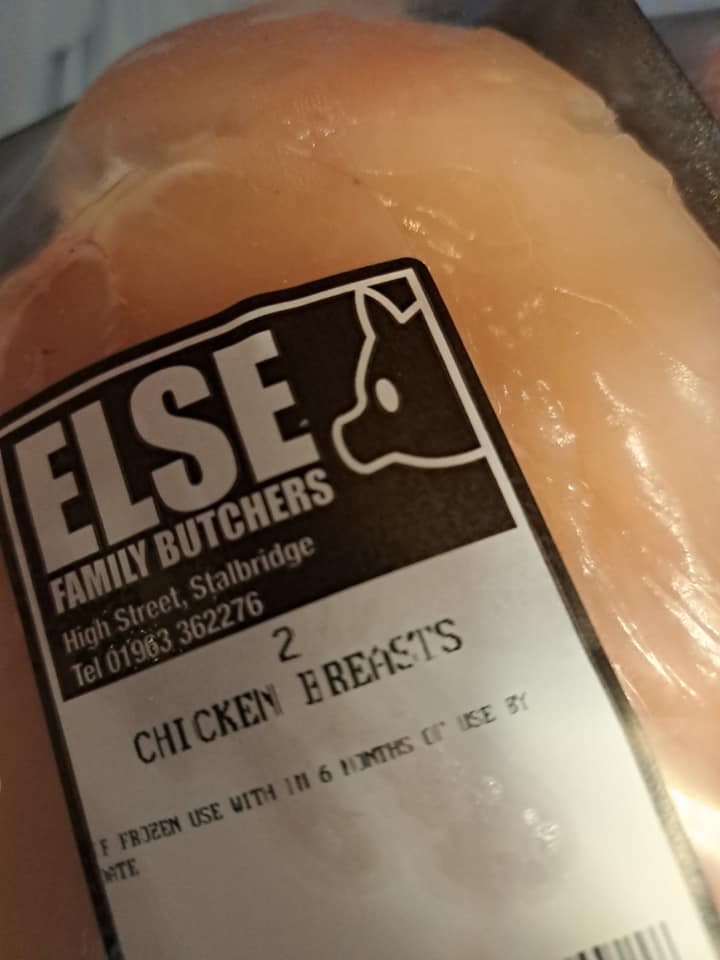 ELSE
FAMILY BUTCHERS
High Street, Stalbridge
Tel 01963 362276
2
CHICKEN BREASTS
F FROZEN USE WITH IN 6 MONTHS OF USE BY
DATE